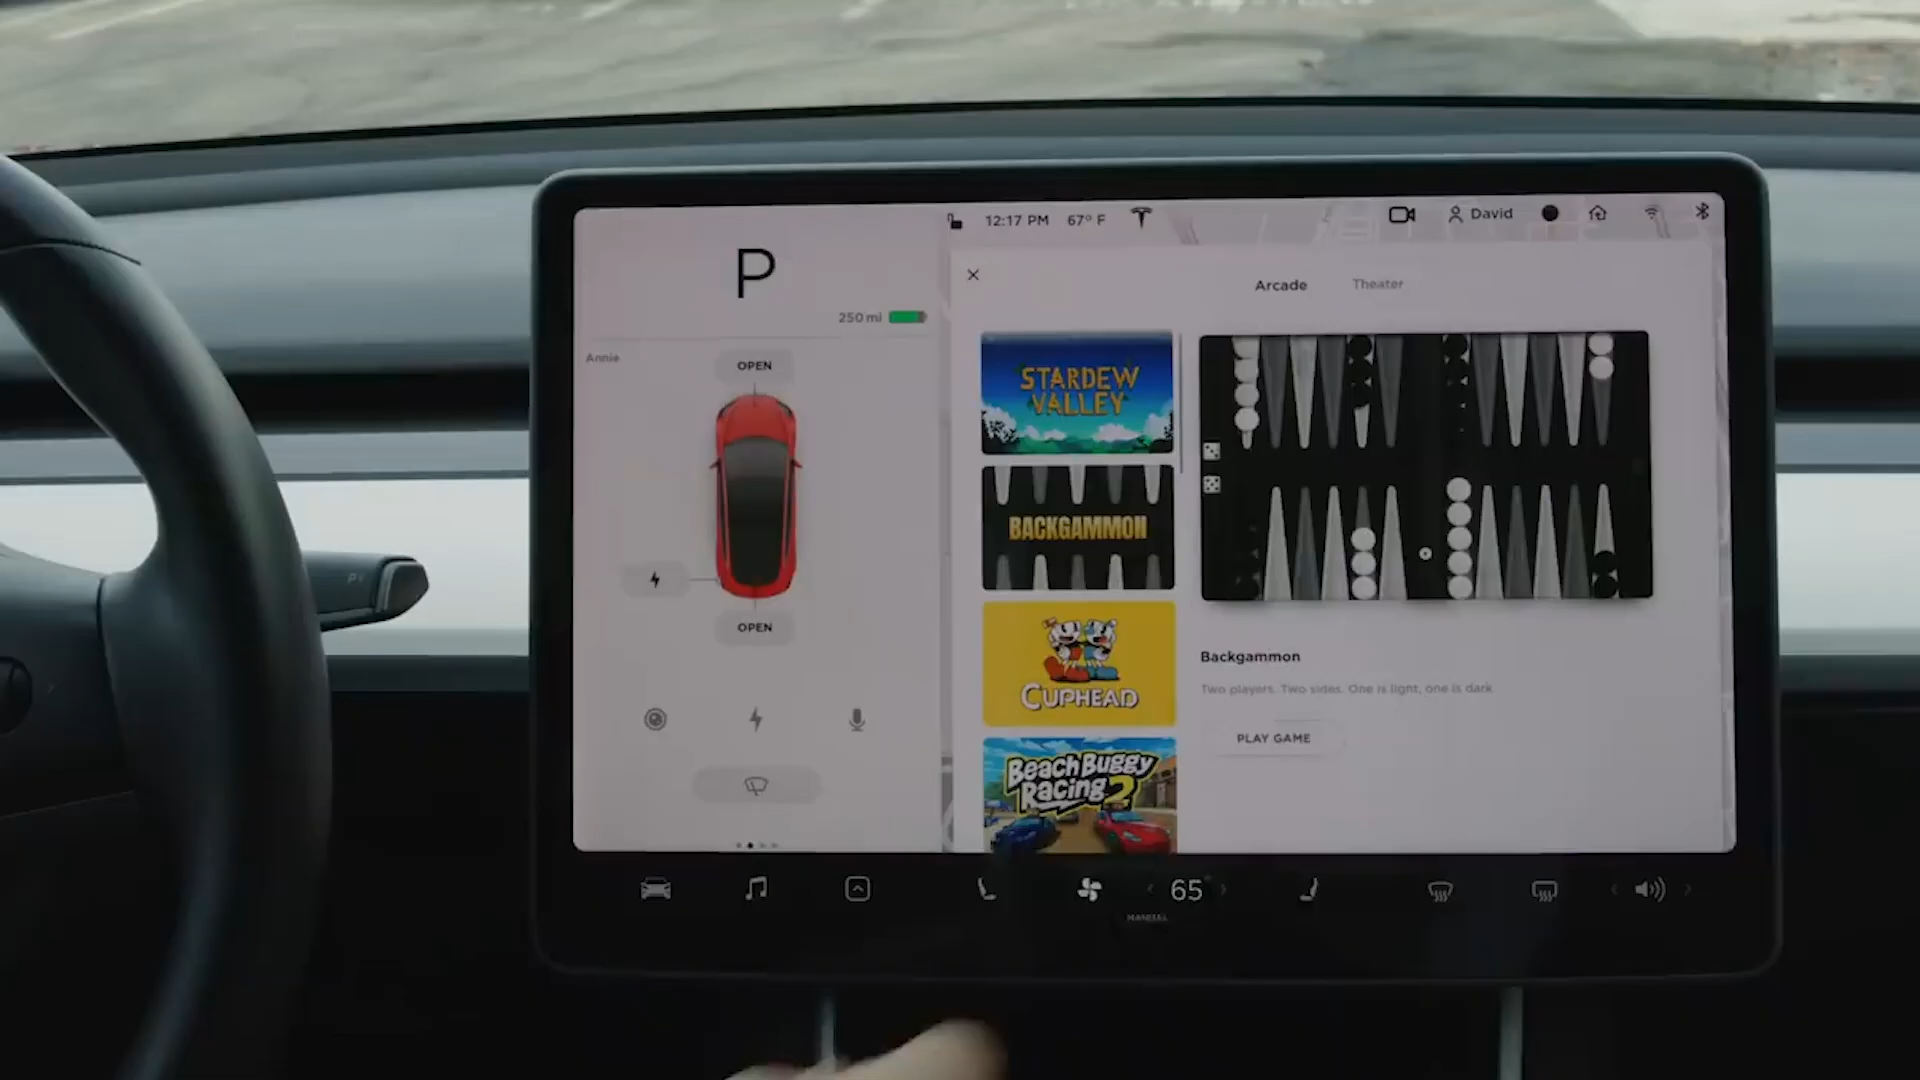 12:17 PM 67° F
David
P
250 mi
Annie
OPEN
OPEN
Arcade Theater
STARDEW
VALLEY
BACKGAMMON
CUPHEAD
Beach Buggy
Racing 2
Backgammon
Two players. Two sides. One is light, one is dark.
PLAY GAME
65
MANUAL
P